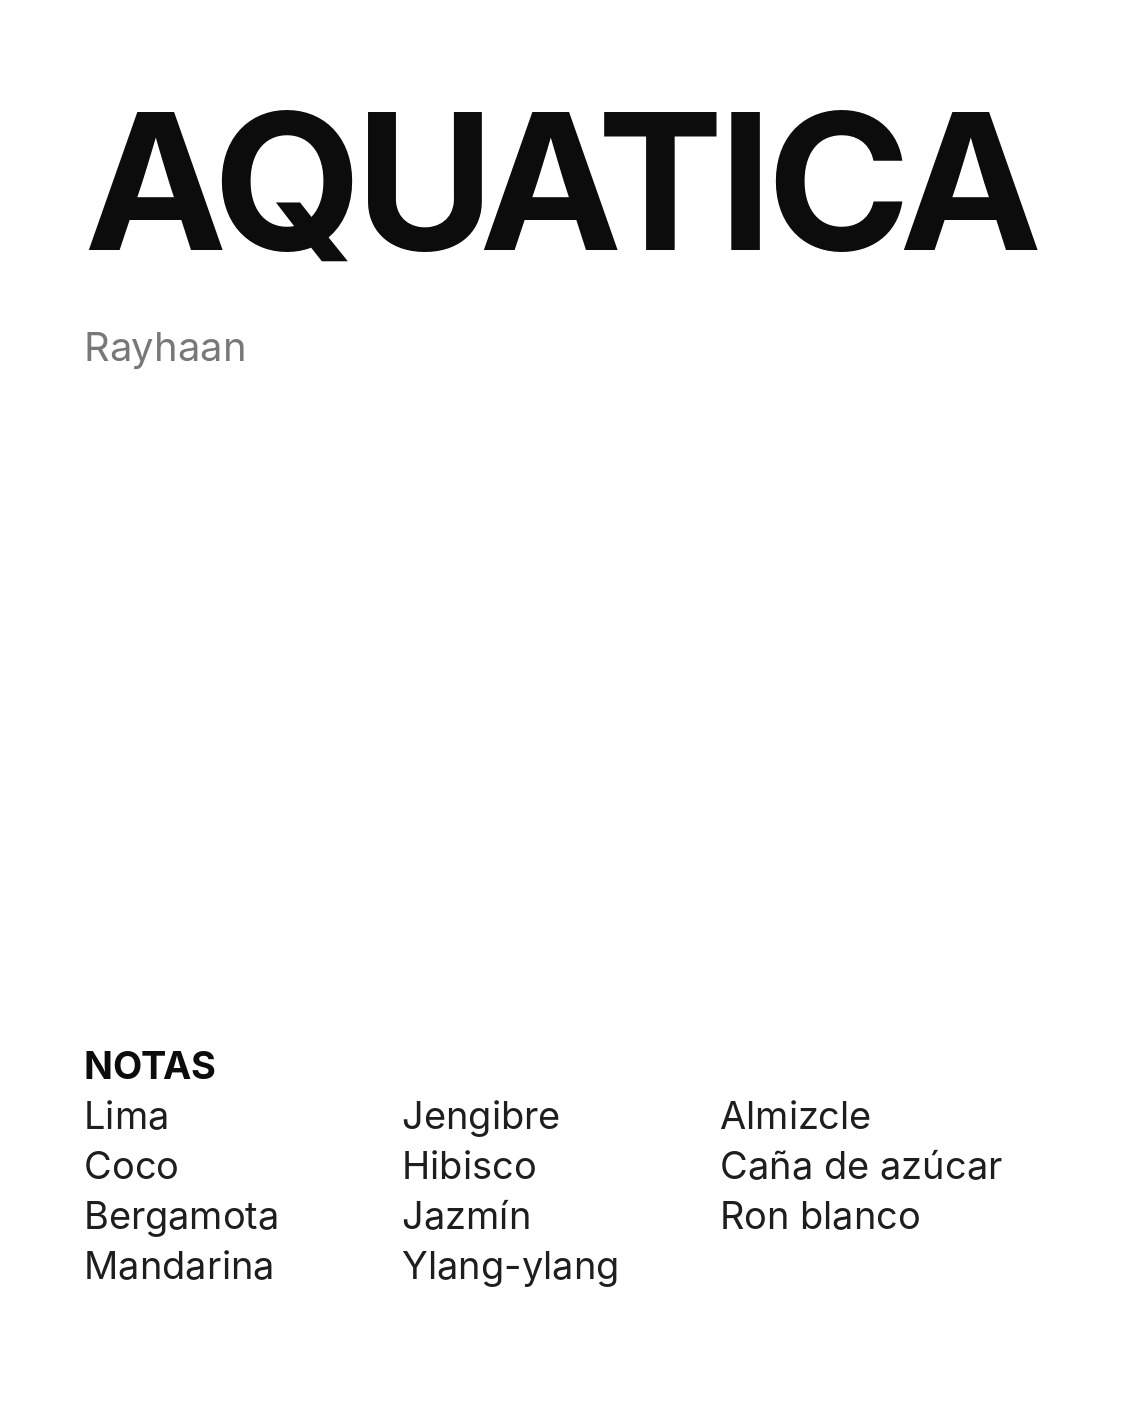 AQUATICA
Rayhaan
NOTAS
Lima
Coco
Bergamota
Mandarina
Jengibre
Hibisco
Jazmín
Ylang-ylang
Almizcle
Caña de azúcar
Ron blanco